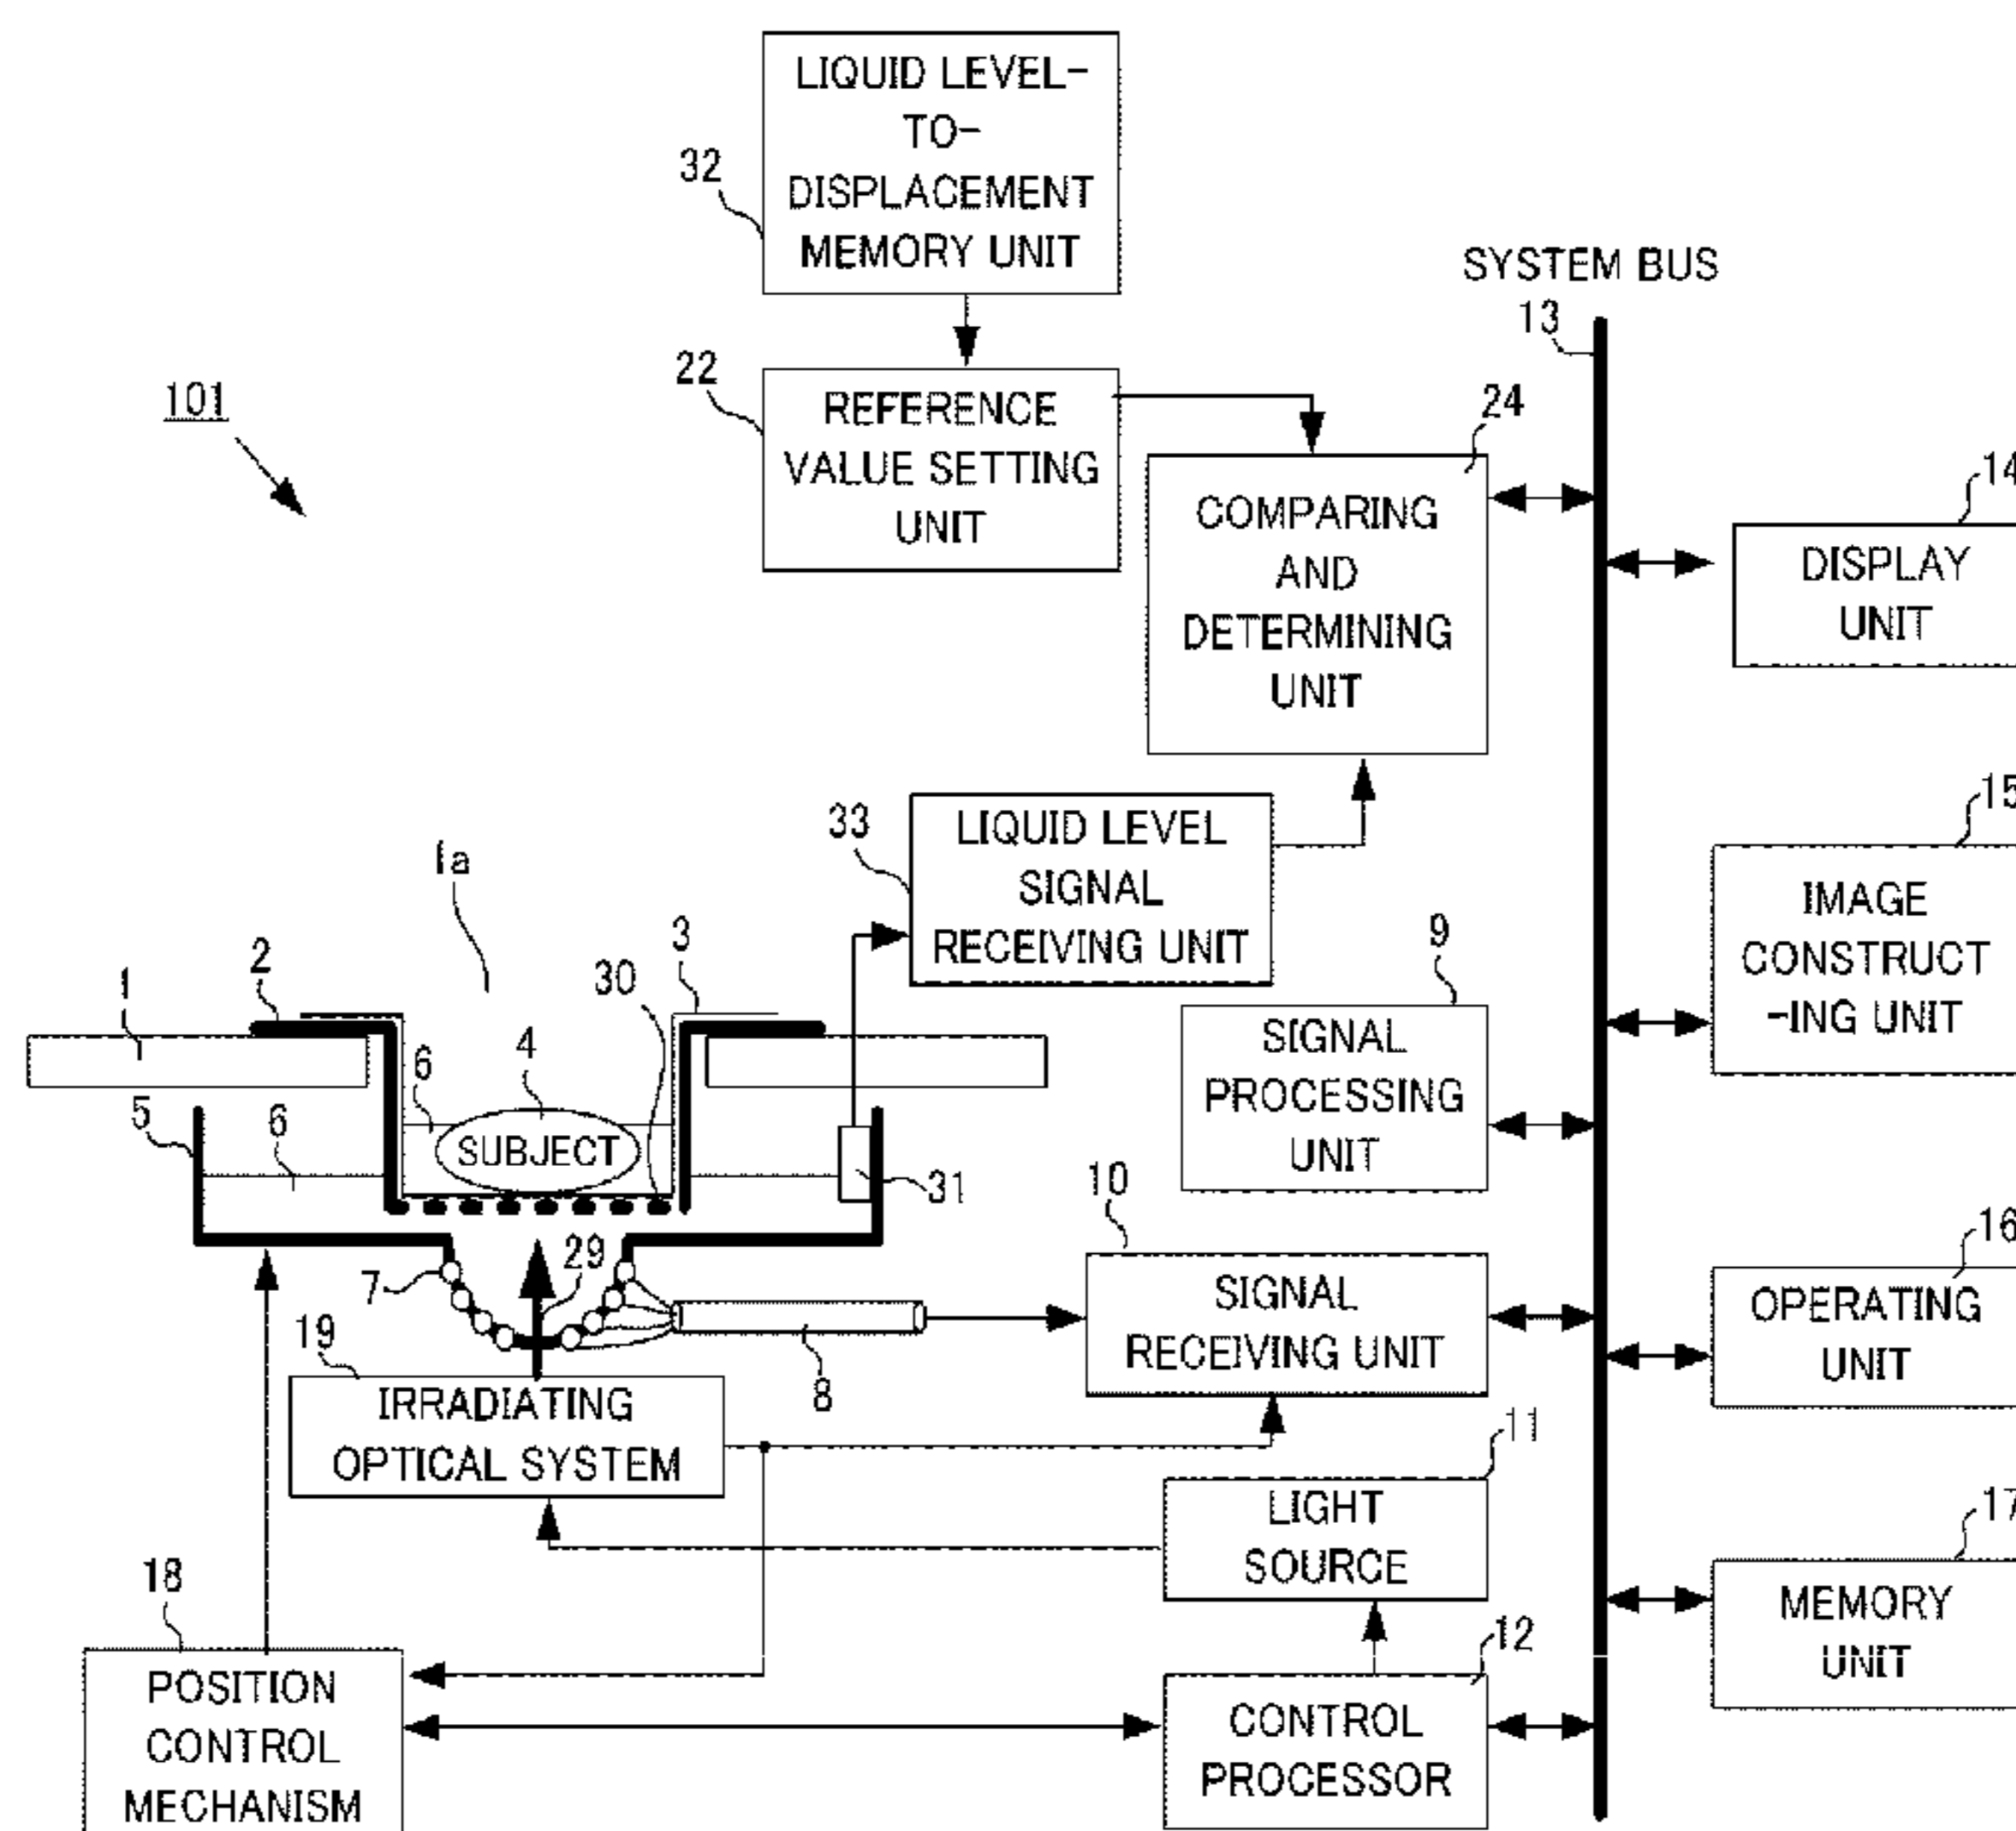 LIQUID LEVEL-
TO-
DISPLACEMENT
MEMORY UNIT
32
SYSTEM BUS
13
22
REFERENCE
VALUE SETTING
UNIT
101
24
COMPARING
AND
DETERMINING
UNIT
14
DISPLAY
UNIT
33
LIQUID LEVEL
SIGNAL
RECEIVING UNIT
15
IMAGE
CONSTRUCT
-ING UNIT
1a
1
2
3
30
4
6
SUBJECT
5
6
31
9
SIGNAL
PROCESSING
UNIT
10
SIGNAL
RECEIVING UNIT
16
OPERATING
UNIT
7
29
8
19
IRRADIATING
OPTICAL SYSTEM
11
LIGHT
SOURCE
17
MEMORY
UNIT
18
POSITION
CONTROL
MECHANISM
12
CONTROL
PROCESSOR